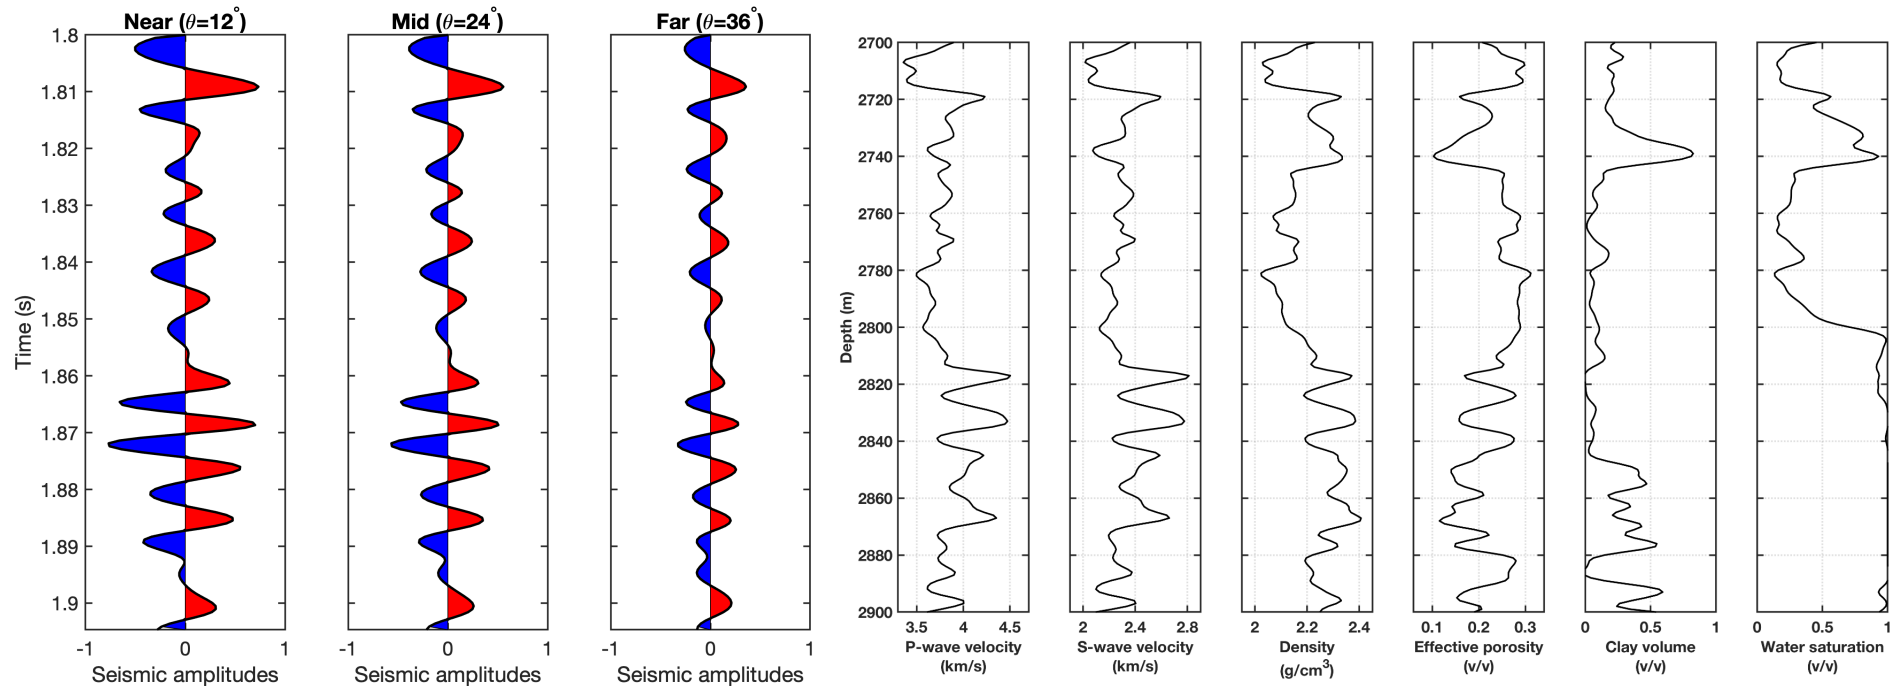 Near (θ=12°)
Mid (θ=24°)
Far (θ=36°)
1.8
1.81
1.82
1.83
1.84
1.85
1.86
1.87
1.88
1.89
1.9
Time (s)
-1 0 1
Seismic amplitudes
-1 0 1
Seismic amplitudes
-1 0 1
Seismic amplitudes
2700
2720
2740
2760
2780
2800
2820
2840
2860
2880
2900
Depth (m)
3.5 4 4.5
P-wave velocity
(km/s)
2 2.4 2.8
S-wave velocity
(km/s)
2 2.2 2.4
Density
(g/cm³)
0.1 0.2 0.3
Effective porosity
(v/v)
0 0.5 1
Clay volume
(v/v)
0 0.5 1
Water saturation
(v/v)